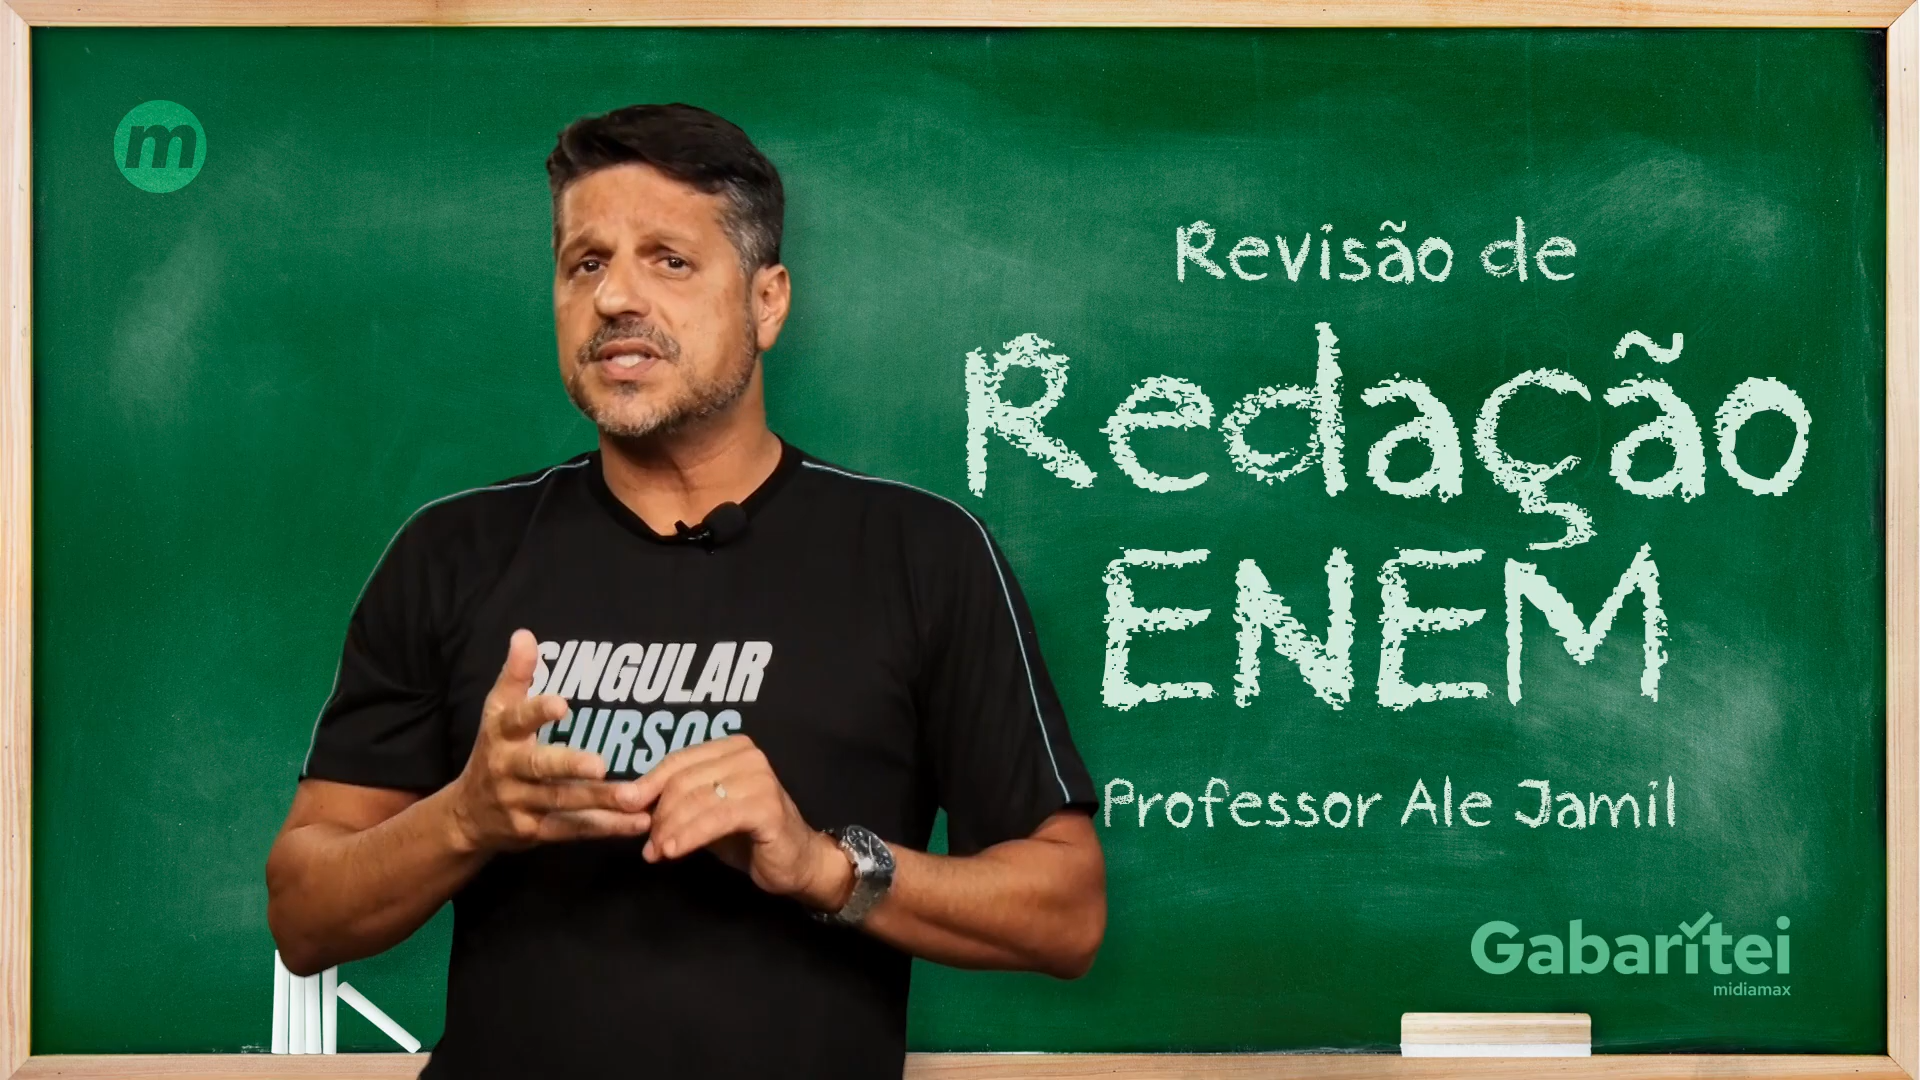 m
Revisão de
Redação
ENEM
SINGULAR
CURSOS
Professor Ale Jamil
Gabaritei
midiamax